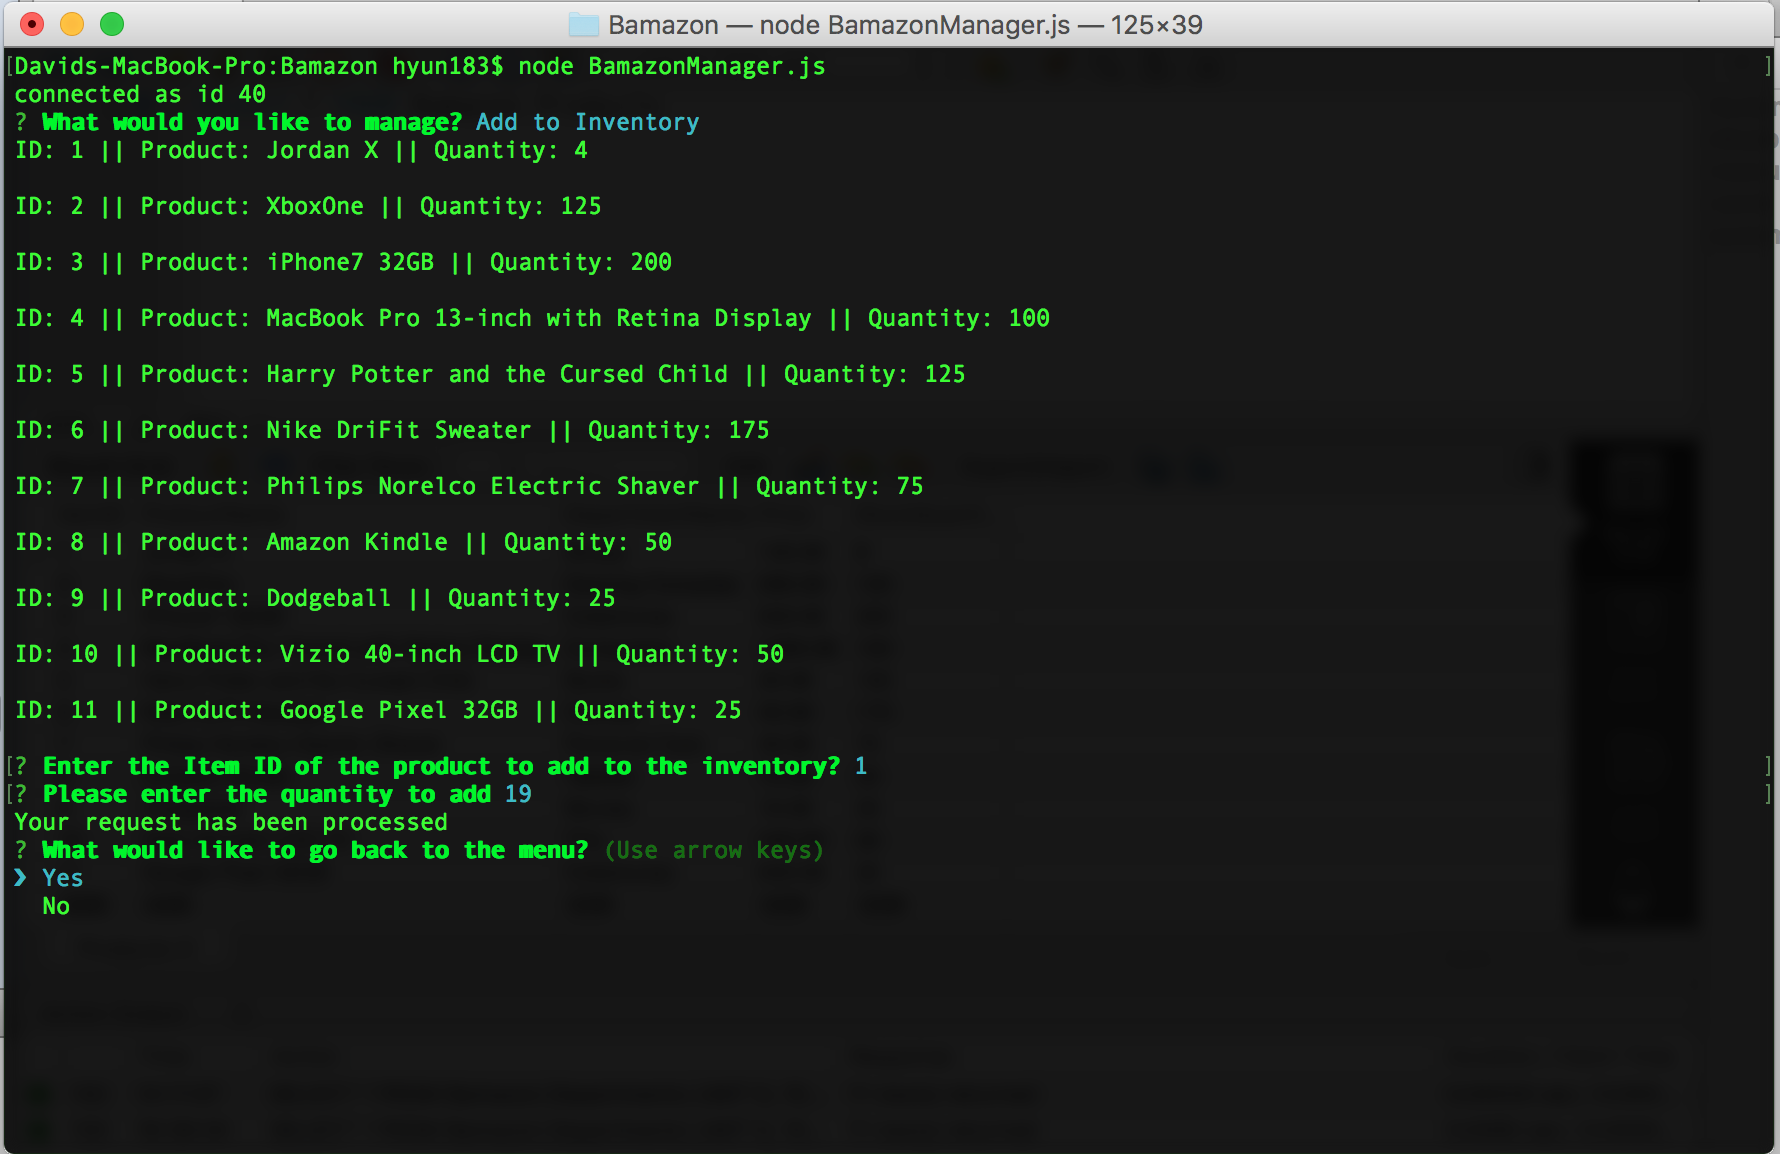 Bamazon — node BamazonManager.js — 125×39
[Davids-MacBook-Pro:Bamazon hyun183$ node BamazonManager.js ]
connected as id 40
? What would you like to manage? Add to Inventory
ID: 1 || Product: Jordan X || Quantity: 4
ID: 2 || Product: XboxOne || Quantity: 125
ID: 3 || Product: iPhone7 32GB || Quantity: 200
ID: 4 || Product: MacBook Pro 13-inch with Retina Display || Quantity: 100
ID: 5 || Product: Harry Potter and the Cursed Child || Quantity: 125
ID: 6 || Product: Nike DriFit Sweater || Quantity: 175
ID: 7 || Product: Philips Norelco Electric Shaver || Quantity: 75
ID: 8 || Product: Amazon Kindle || Quantity: 50
ID: 9 || Product: Dodgeball || Quantity: 25
ID: 10 || Product: Vizio 40-inch LCD TV || Quantity: 50
ID: 11 || Product: Google Pixel 32GB || Quantity: 25
[? Enter the Item ID of the product to add to the inventory? 1 ]
[? Please enter the quantity to add 19 ]
Your request has been processed
? What would like to go back to the menu? (Use arrow keys)
❯ Yes
No